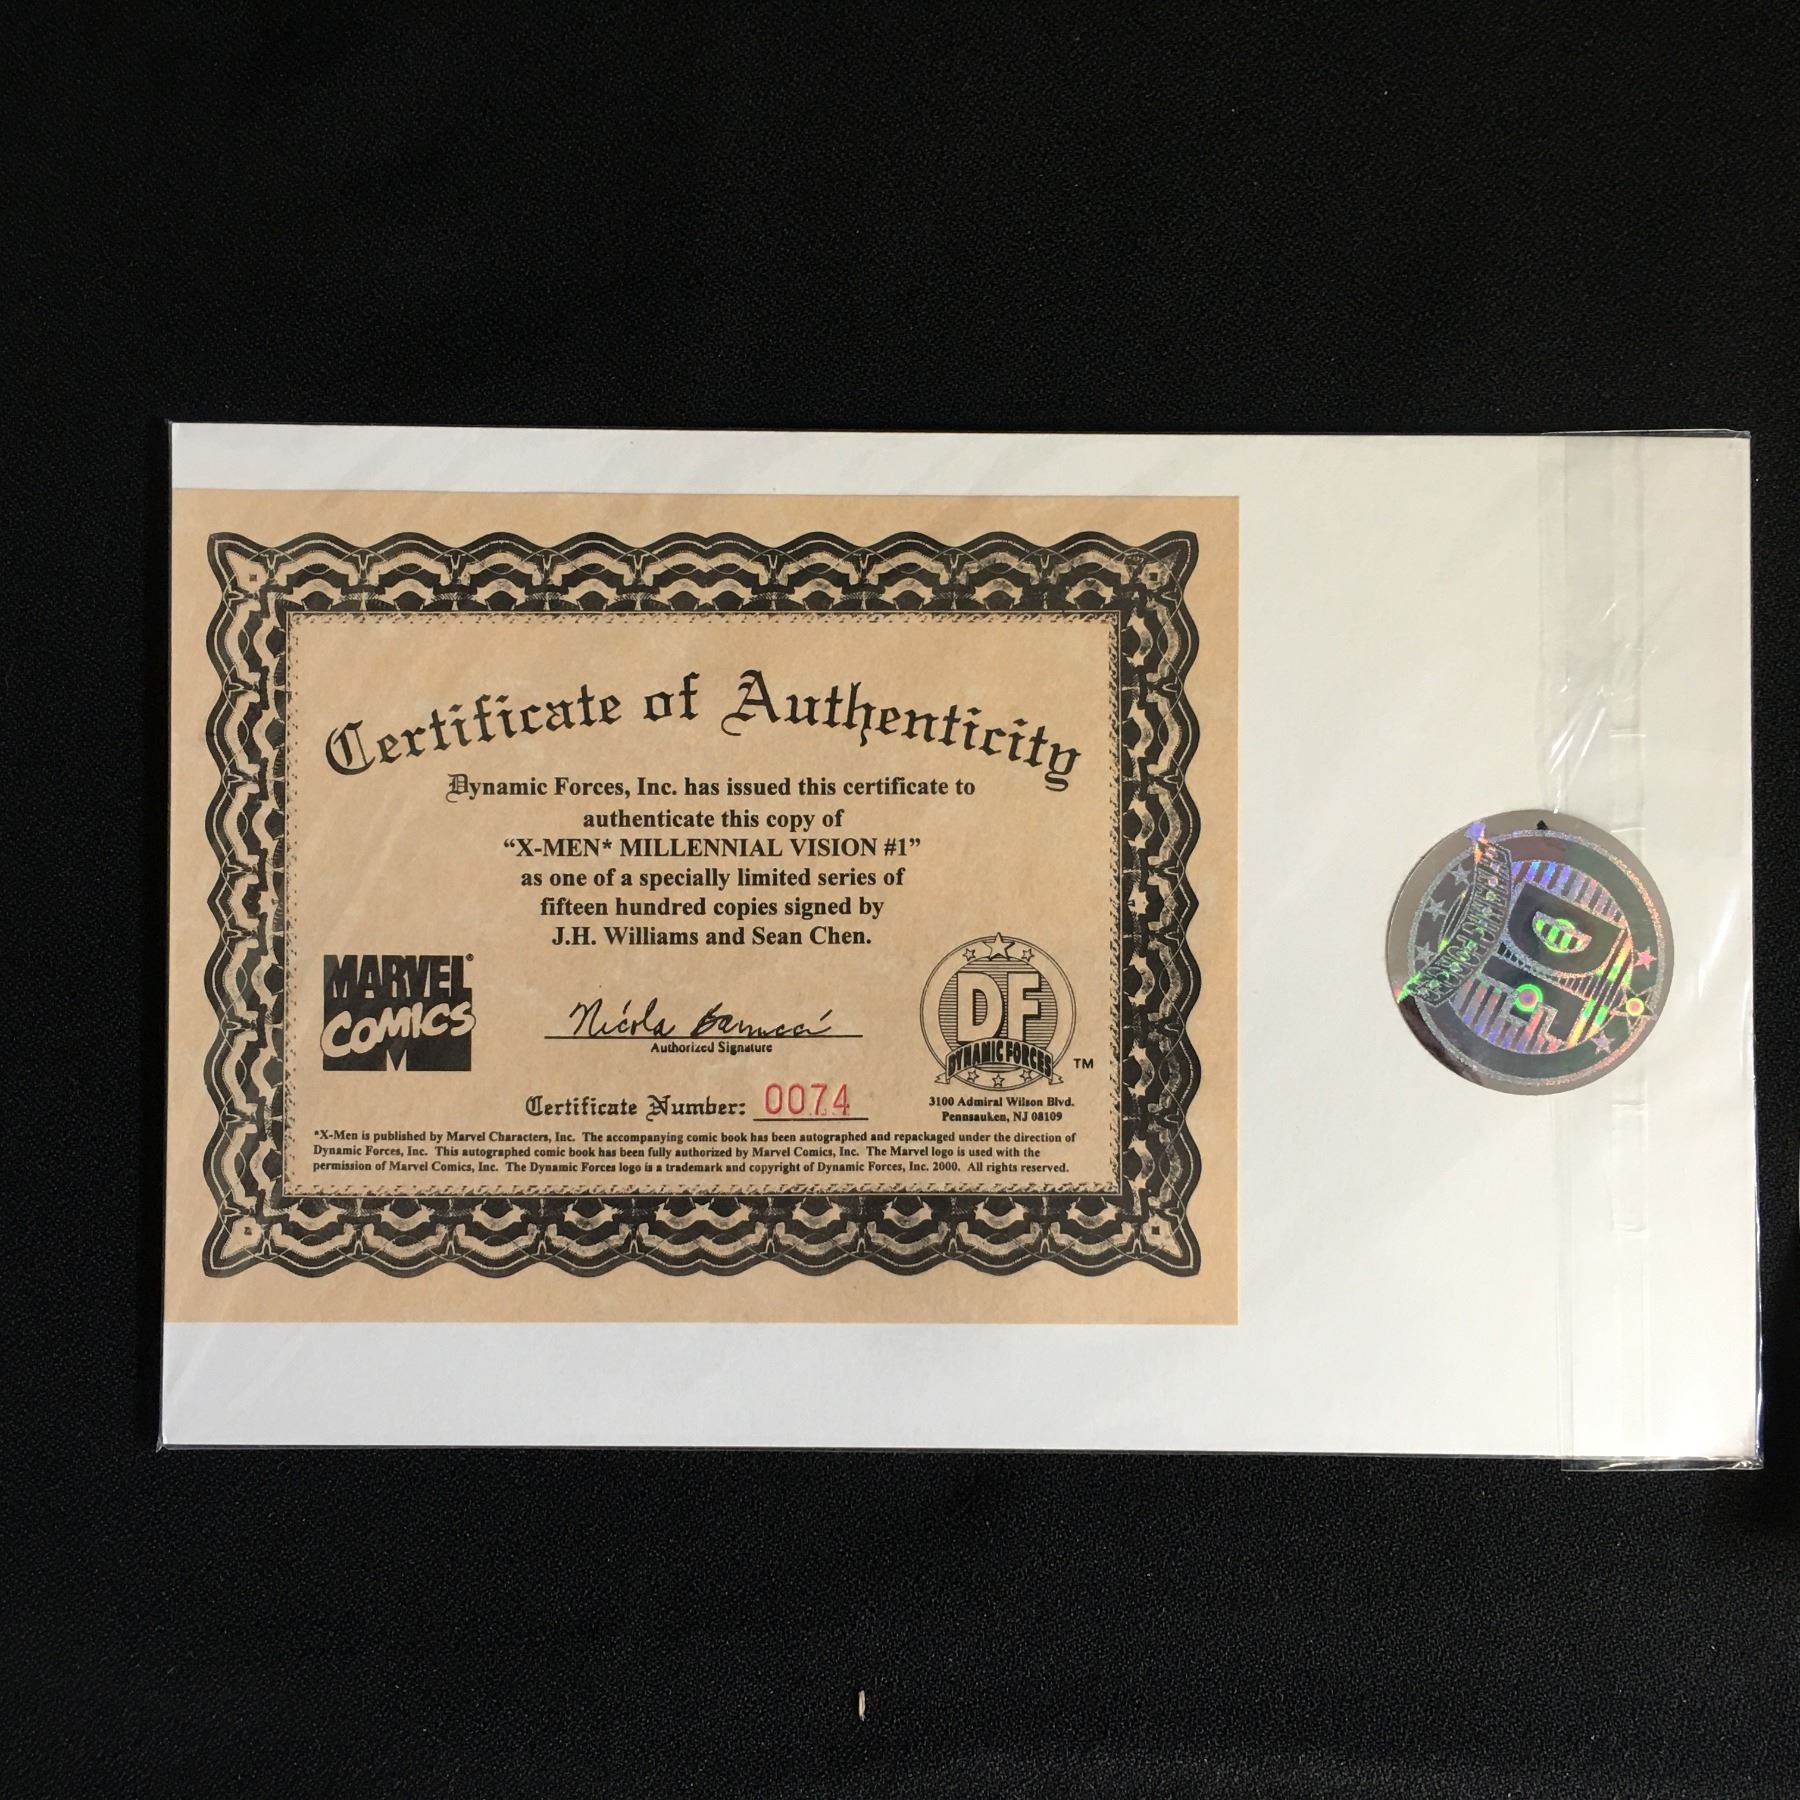 Certificate of Authenticity
Dynamic Forces, Inc. has issued this certificate to
authenticate this copy of
“X-MEN* MILLENNIAL VISION #1”
as one of a specially limited series of
fifteen hundred copies signed by
J.H. Williams and Sean Chen.
MARVEL®
COMICS
M
Nicola Barrucci
Authorized Signature
Certificate Number: 0074
DF
DYNAMIC FORCES
TM
3100 Admiral Wilson Blvd.
Pennsauken, NJ 08109
*X-Men is published by Marvel Characters, Inc. The accompanying comic book has been autographed and repackaged under the direction of
Dynamic Forces, Inc. This autographed comic book has been fully authorized by Marvel Comics, Inc. The Marvel logo is used with the
permission of Marvel Comics, Inc. The Dynamic Forces logo is a trademark and copyright of Dynamic Forces, Inc. 2000. All rights reserved.
DF
DYNAMIC FORCES